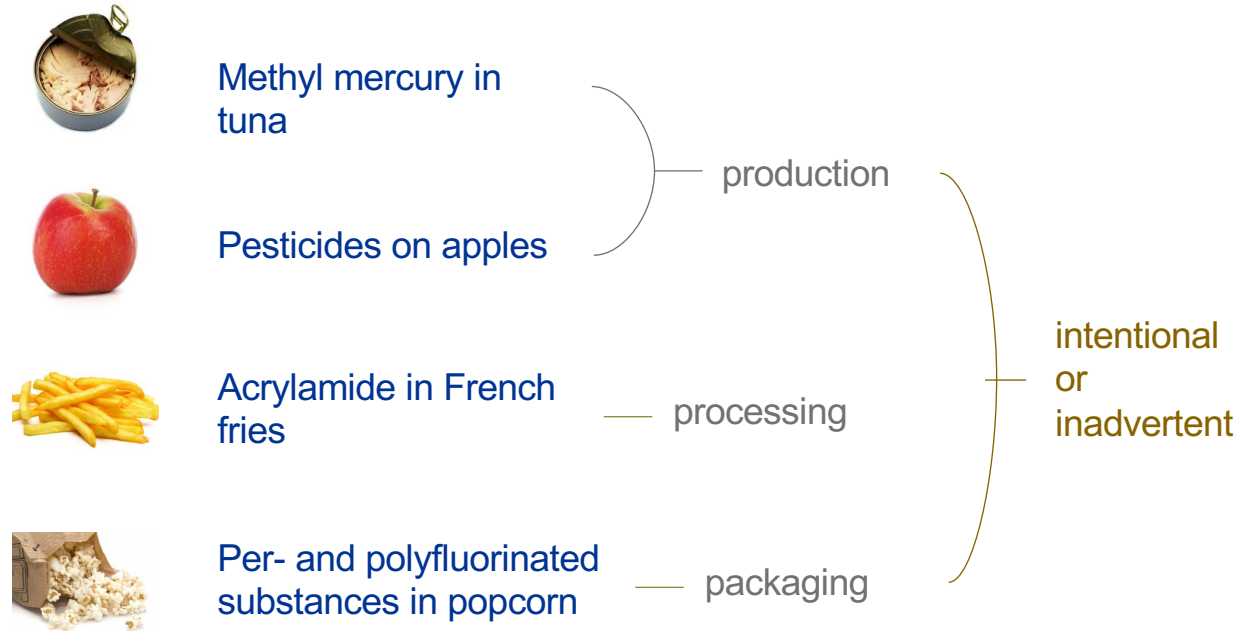 Methyl mercury in
tuna
production
Pesticides on apples
intentional
or
inadvertent
Acrylamide in French
fries
processing
Per- and polyfluorinated
substances in popcorn
packaging